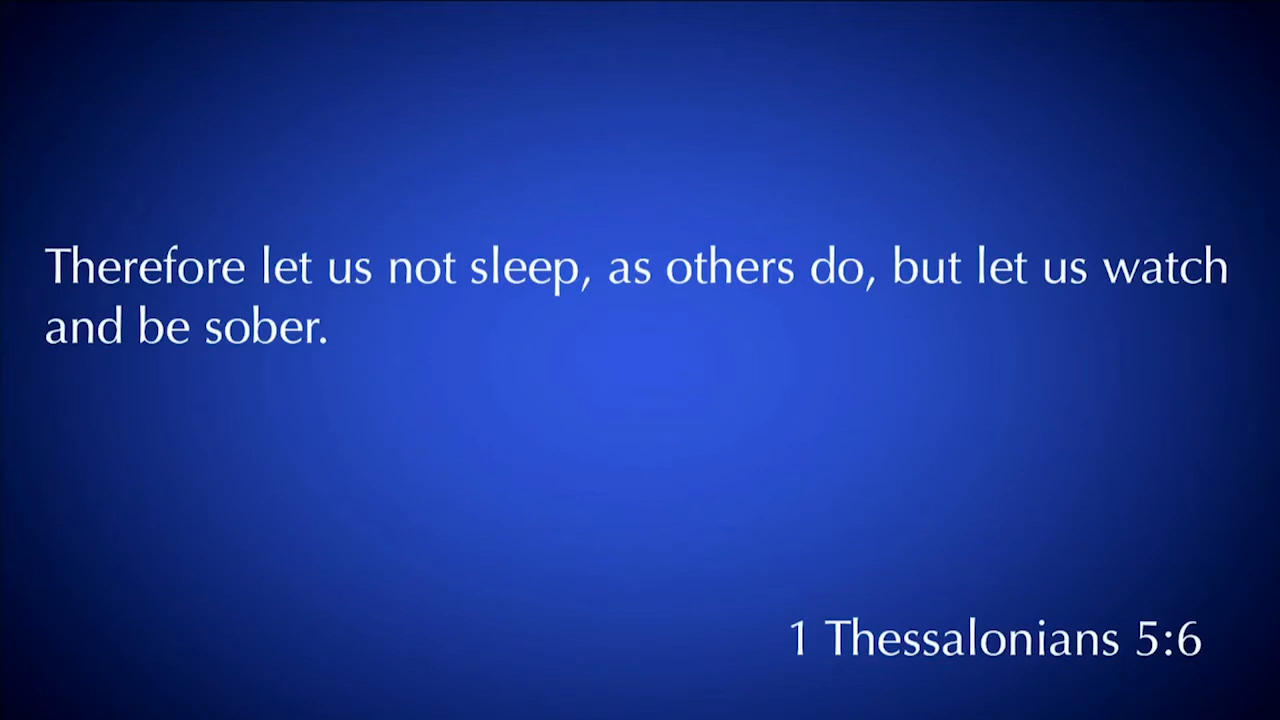 Therefore let us not sleep, as others do, but let us watch
and be sober.
1 Thessalonians 5:6